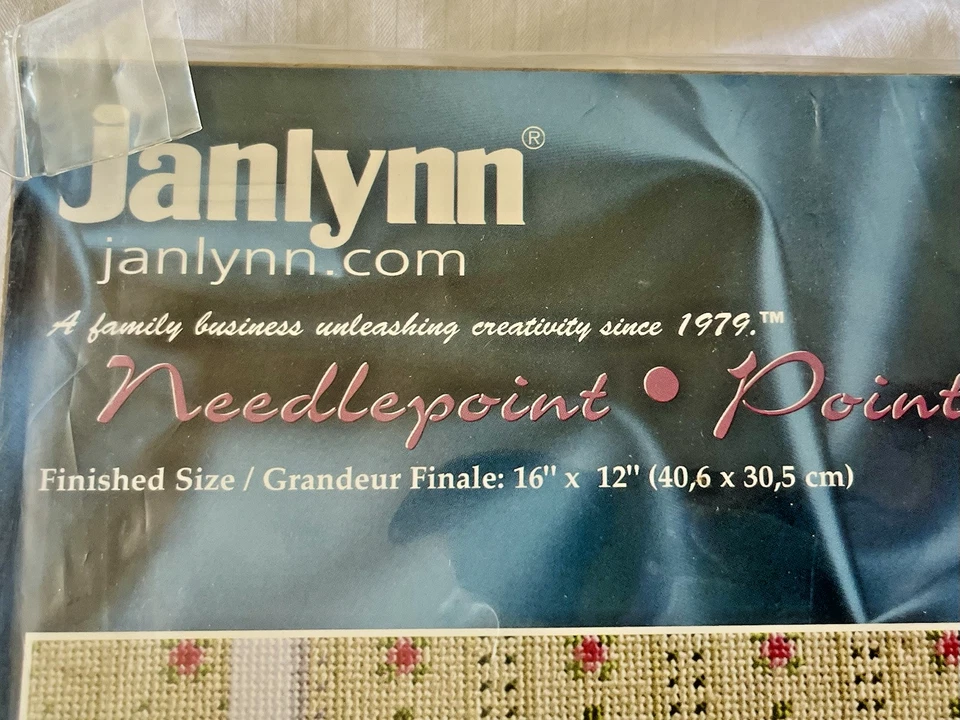 Janlynn®
janlynn.com
A family business unleashing creativity since 1979.™
Needlepoint • Point
Finished Size / Grandeur Finale: 16" x 12" (40,6 x 30,5 cm)